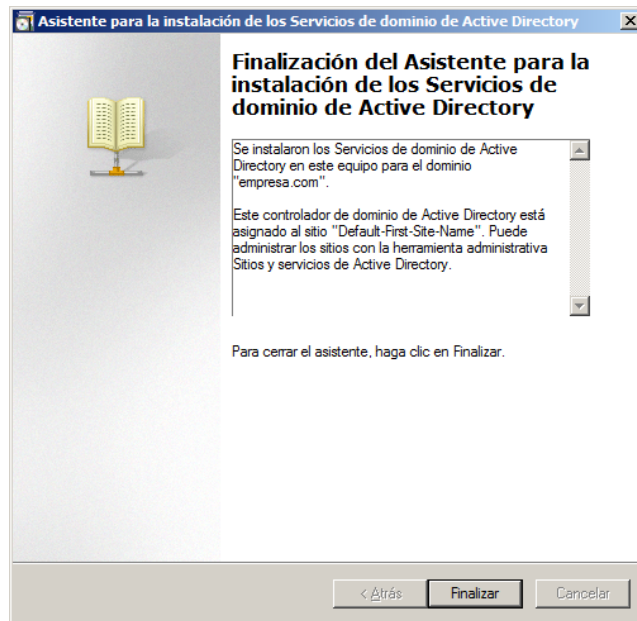 Asistente para la instalación de los Servicios de dominio de Active Directory
Finalización del Asistente para la
instalación de los Servicios de
dominio de Active Directory
Se instalaron los Servicios de dominio de Active
Directory en este equipo para el dominio
"empresa.com".
Este controlador de dominio de Active Directory está
asignado al sitio "Default-First-Site-Name". Puede
administrar los sitios con la herramienta administrativa
Sitios y servicios de Active Directory.
Para cerrar el asistente, haga clic en Finalizar.
< Atrás
Finalizar
Cancelar